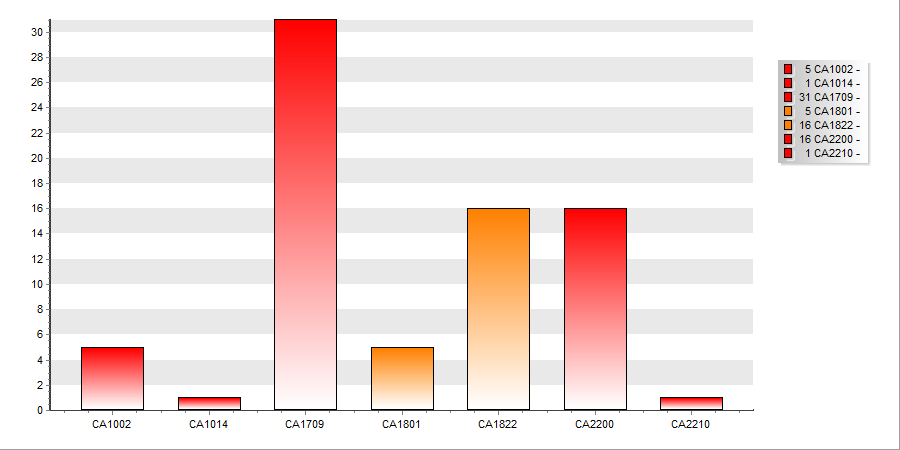 30
28
26
24
22
20
18
16
14
12
10
8
6
4
2
0
CA1002 CA1014 CA1709 CA1801 CA1822 CA2200 CA2210
5 CA1002 -
1 CA1014 -
31 CA1709 -
5 CA1801 -
16 CA1822 -
16 CA2200 -
1 CA2210 -